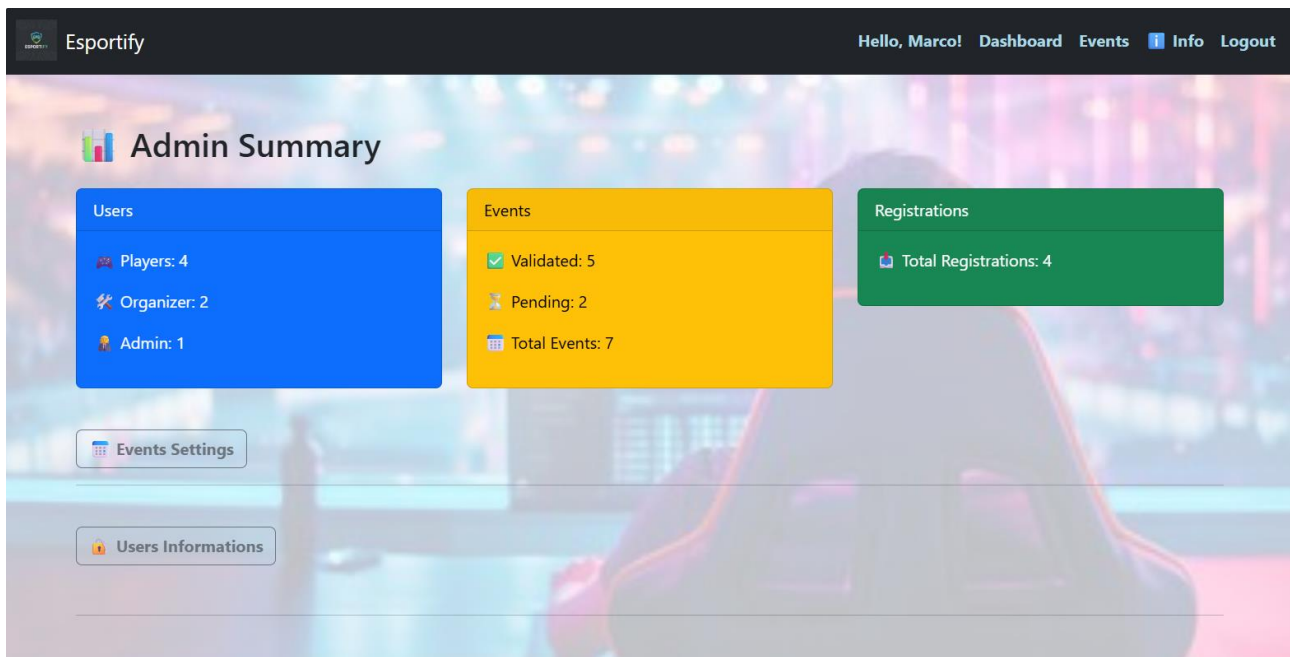 Esportify
Hello, Marco! Dashboard Events ℹ️ Info Logout
📊 Admin Summary
Users
🎮 Players: 4
🛠️ Organizer: 2
Admin: 1
Events
✅ Validated: 5
⏳ Pending: 2
📅 Total Events: 7
Registrations
📥 Total Registrations: 4
📅 Events Settings
🔒 Users Informations